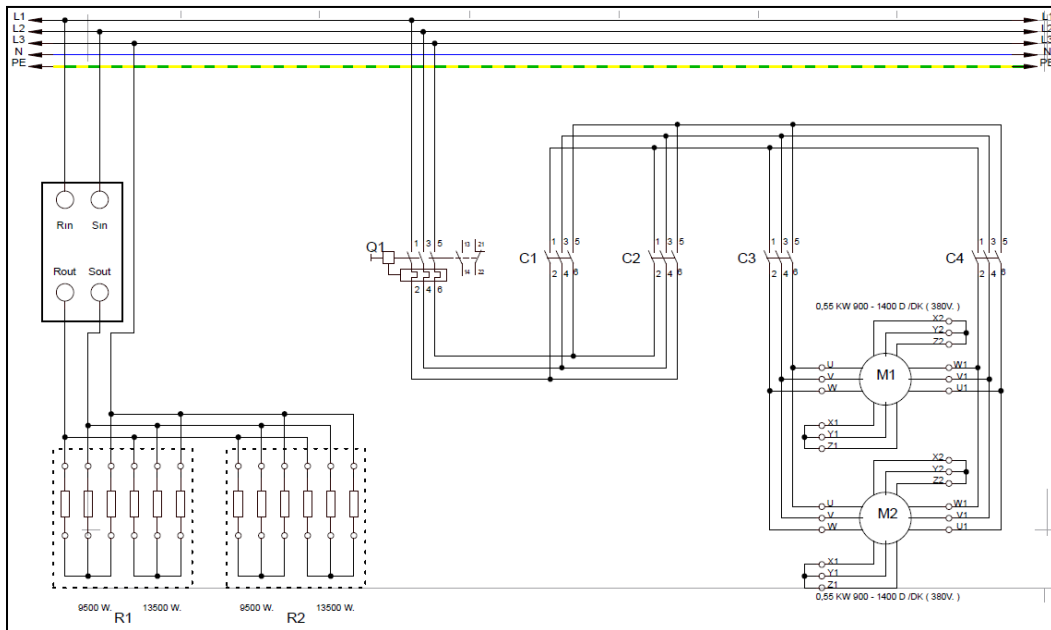 L1 L1
L2 L2
L3 L3
N N
PE PE
Rın Sın
Rout Sout
Q1 1 3 5 13 21
2 4 6 14 22
C1 1 3 5
2 4 6
C2 1 3 5
2 4 6
C3 1 3 5
2 4 6
C4 1 3 5
2 4 6
0,55 KW 900 - 1400 D /DK ( 380V. )
X2
Y2
Z2
U M1 W1
V V1
W U1
X1
Y1
Z1
X2
Y2
Z2
U M2 W1
V V1
W U1
X1
Y1
Z1
0,55 KW 900 - 1400 D /DK ( 380V. )
9500 W. 13500 W. 9500 W. 13500 W.
R1 R2